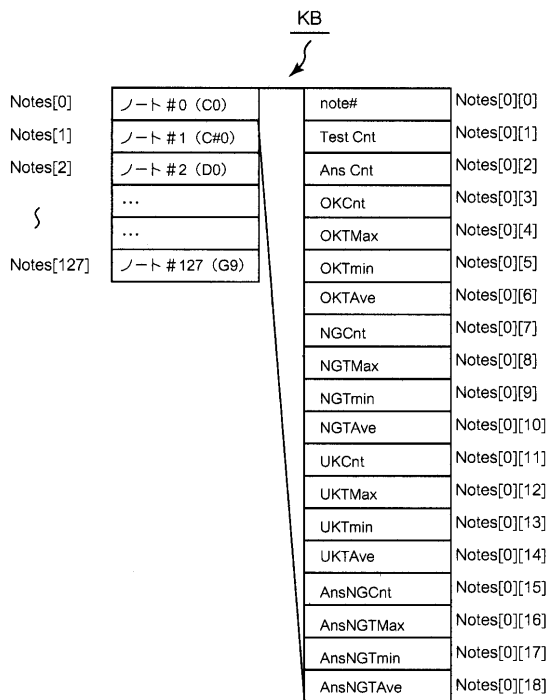 KB
Notes[0]
ノート #0 (C0)
Notes[1]
ノート #1 (C#0)
Notes[2]
ノート #2 (D0)
…
…
Notes[127]
ノート #127 (G9)
note#
Notes[0][0]
Test Cnt
Notes[0][1]
Ans Cnt
Notes[0][2]
OKCnt
Notes[0][3]
OKTMax
Notes[0][4]
OKTmin
Notes[0][5]
OKTAve
Notes[0][6]
NGCnt
Notes[0][7]
NGTMax
Notes[0][8]
NGTmin
Notes[0][9]
NGTAve
Notes[0][10]
UKCnt
Notes[0][11]
UKTMax
Notes[0][12]
UKTmin
Notes[0][13]
UKTAve
Notes[0][14]
AnsNGCnt
Notes[0][15]
AnsNGTMax
Notes[0][16]
AnsNGTmin
Notes[0][17]
AnsNGTAve
Notes[0][18]